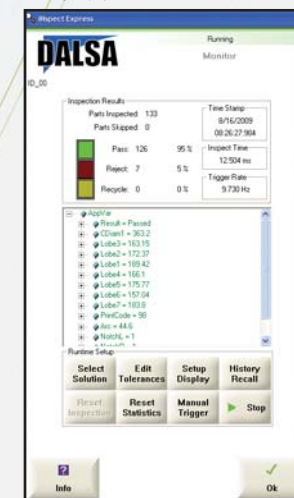 iNspect Express
DALSA
Running
Monitor
ID_00
Inspection Results
Parts Inspected: 133
Parts Skipped: 0
Pass: 126 95 %
Reject: 7 5 %
Recycle: 0 0 %
Time Stamp
8/16/2009
08:26:27:984
Inspect Time
12.504 ms
Trigger Rate
9.730 Hz
AppVar
Result = Passed
CDiam1 = 363.2
Lobe3 = 163.15
Lobe2 = 172.37
Lobe1 = 189.42
Lobe4 = 166.1
Lobe5 = 175.77
Lobe6 = 157.04
Lobe7 = 183.8
PrintCode = 98
Arc = 44.6
NotchL = 1
Runtime Setup
Select Solution
Edit Tolerances
Setup Display
History Recall
Reset Inspection
Reset Statistics
Manual Trigger
Stop
Info
Ok